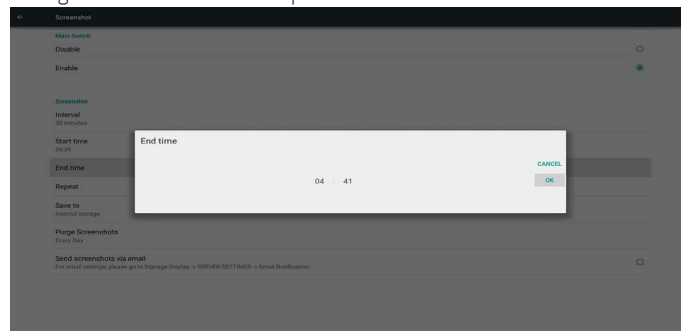 ← Screenshot
Main Switch
Disable
Enable
Screenshot
Interval
30 minutes
Start time
04:39
End time
End time
04 : 41
CANCEL
OK
Repeat
Save to
Internal storage
Purge Screenshots
Every Day
Send screenshots via email
For email settings, please go to Signage Display -> SERVER SETTINGS -> Email Notification.